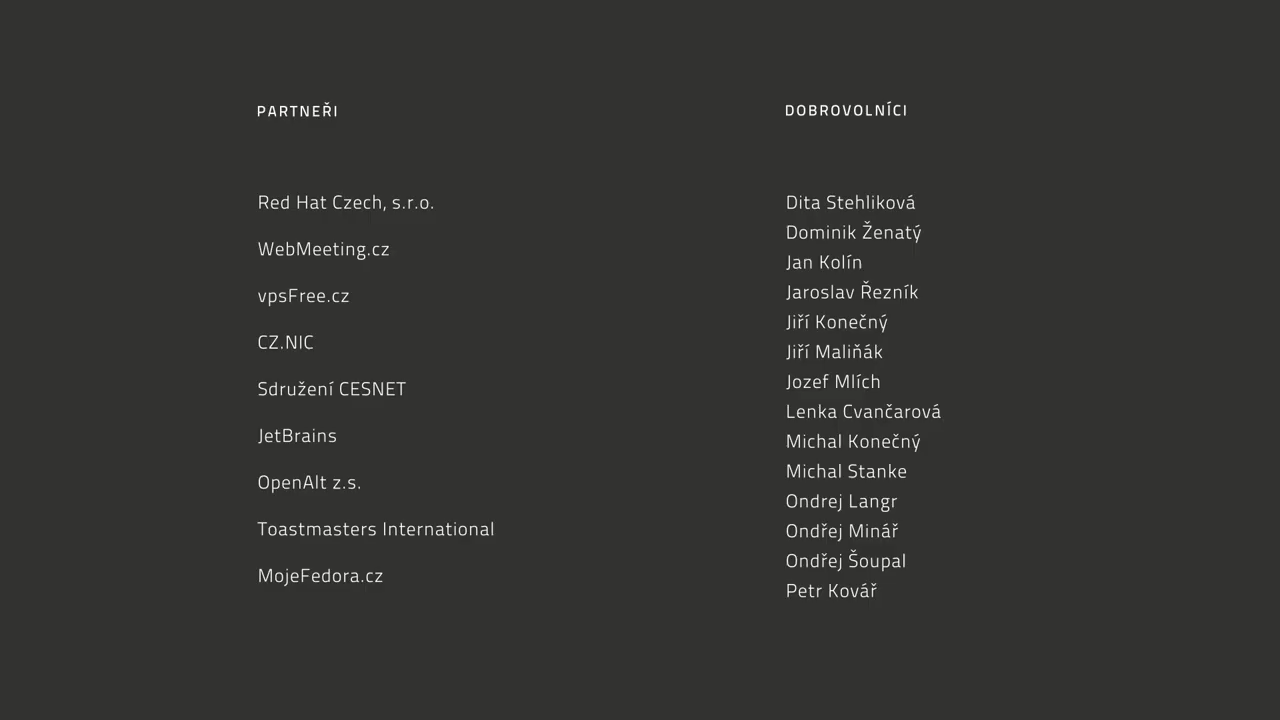 PARTNEŘI
Red Hat Czech, s.r.o.
WebMeeting.cz
vpsFree.cz
CZ.NIC
Sdružení CESNET
JetBrains
OpenAlt z.s.
Toastmasters International
MojeFedora.cz
DOBROVOLNÍCI
Dita Stehliková
Dominik Ženatý
Jan Kolín
Jaroslav Řezník
Jiří Konečný
Jiří Maliňák
Jozef Mlích
Lenka Cvančarová
Michal Konečný
Michal Stanke
Ondrej Langr
Ondřej Minář
Ondřej Šoupal
Petr Kovář